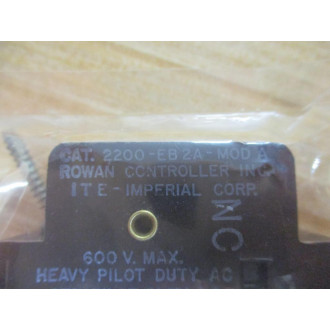 CAT. 2200-EB2A-MOD B
ROWAN CONTROLLER INC.
ITE-IMPERIAL CORP.
NC
600 V. MAX.
HEAVY PILOT DUTY AC